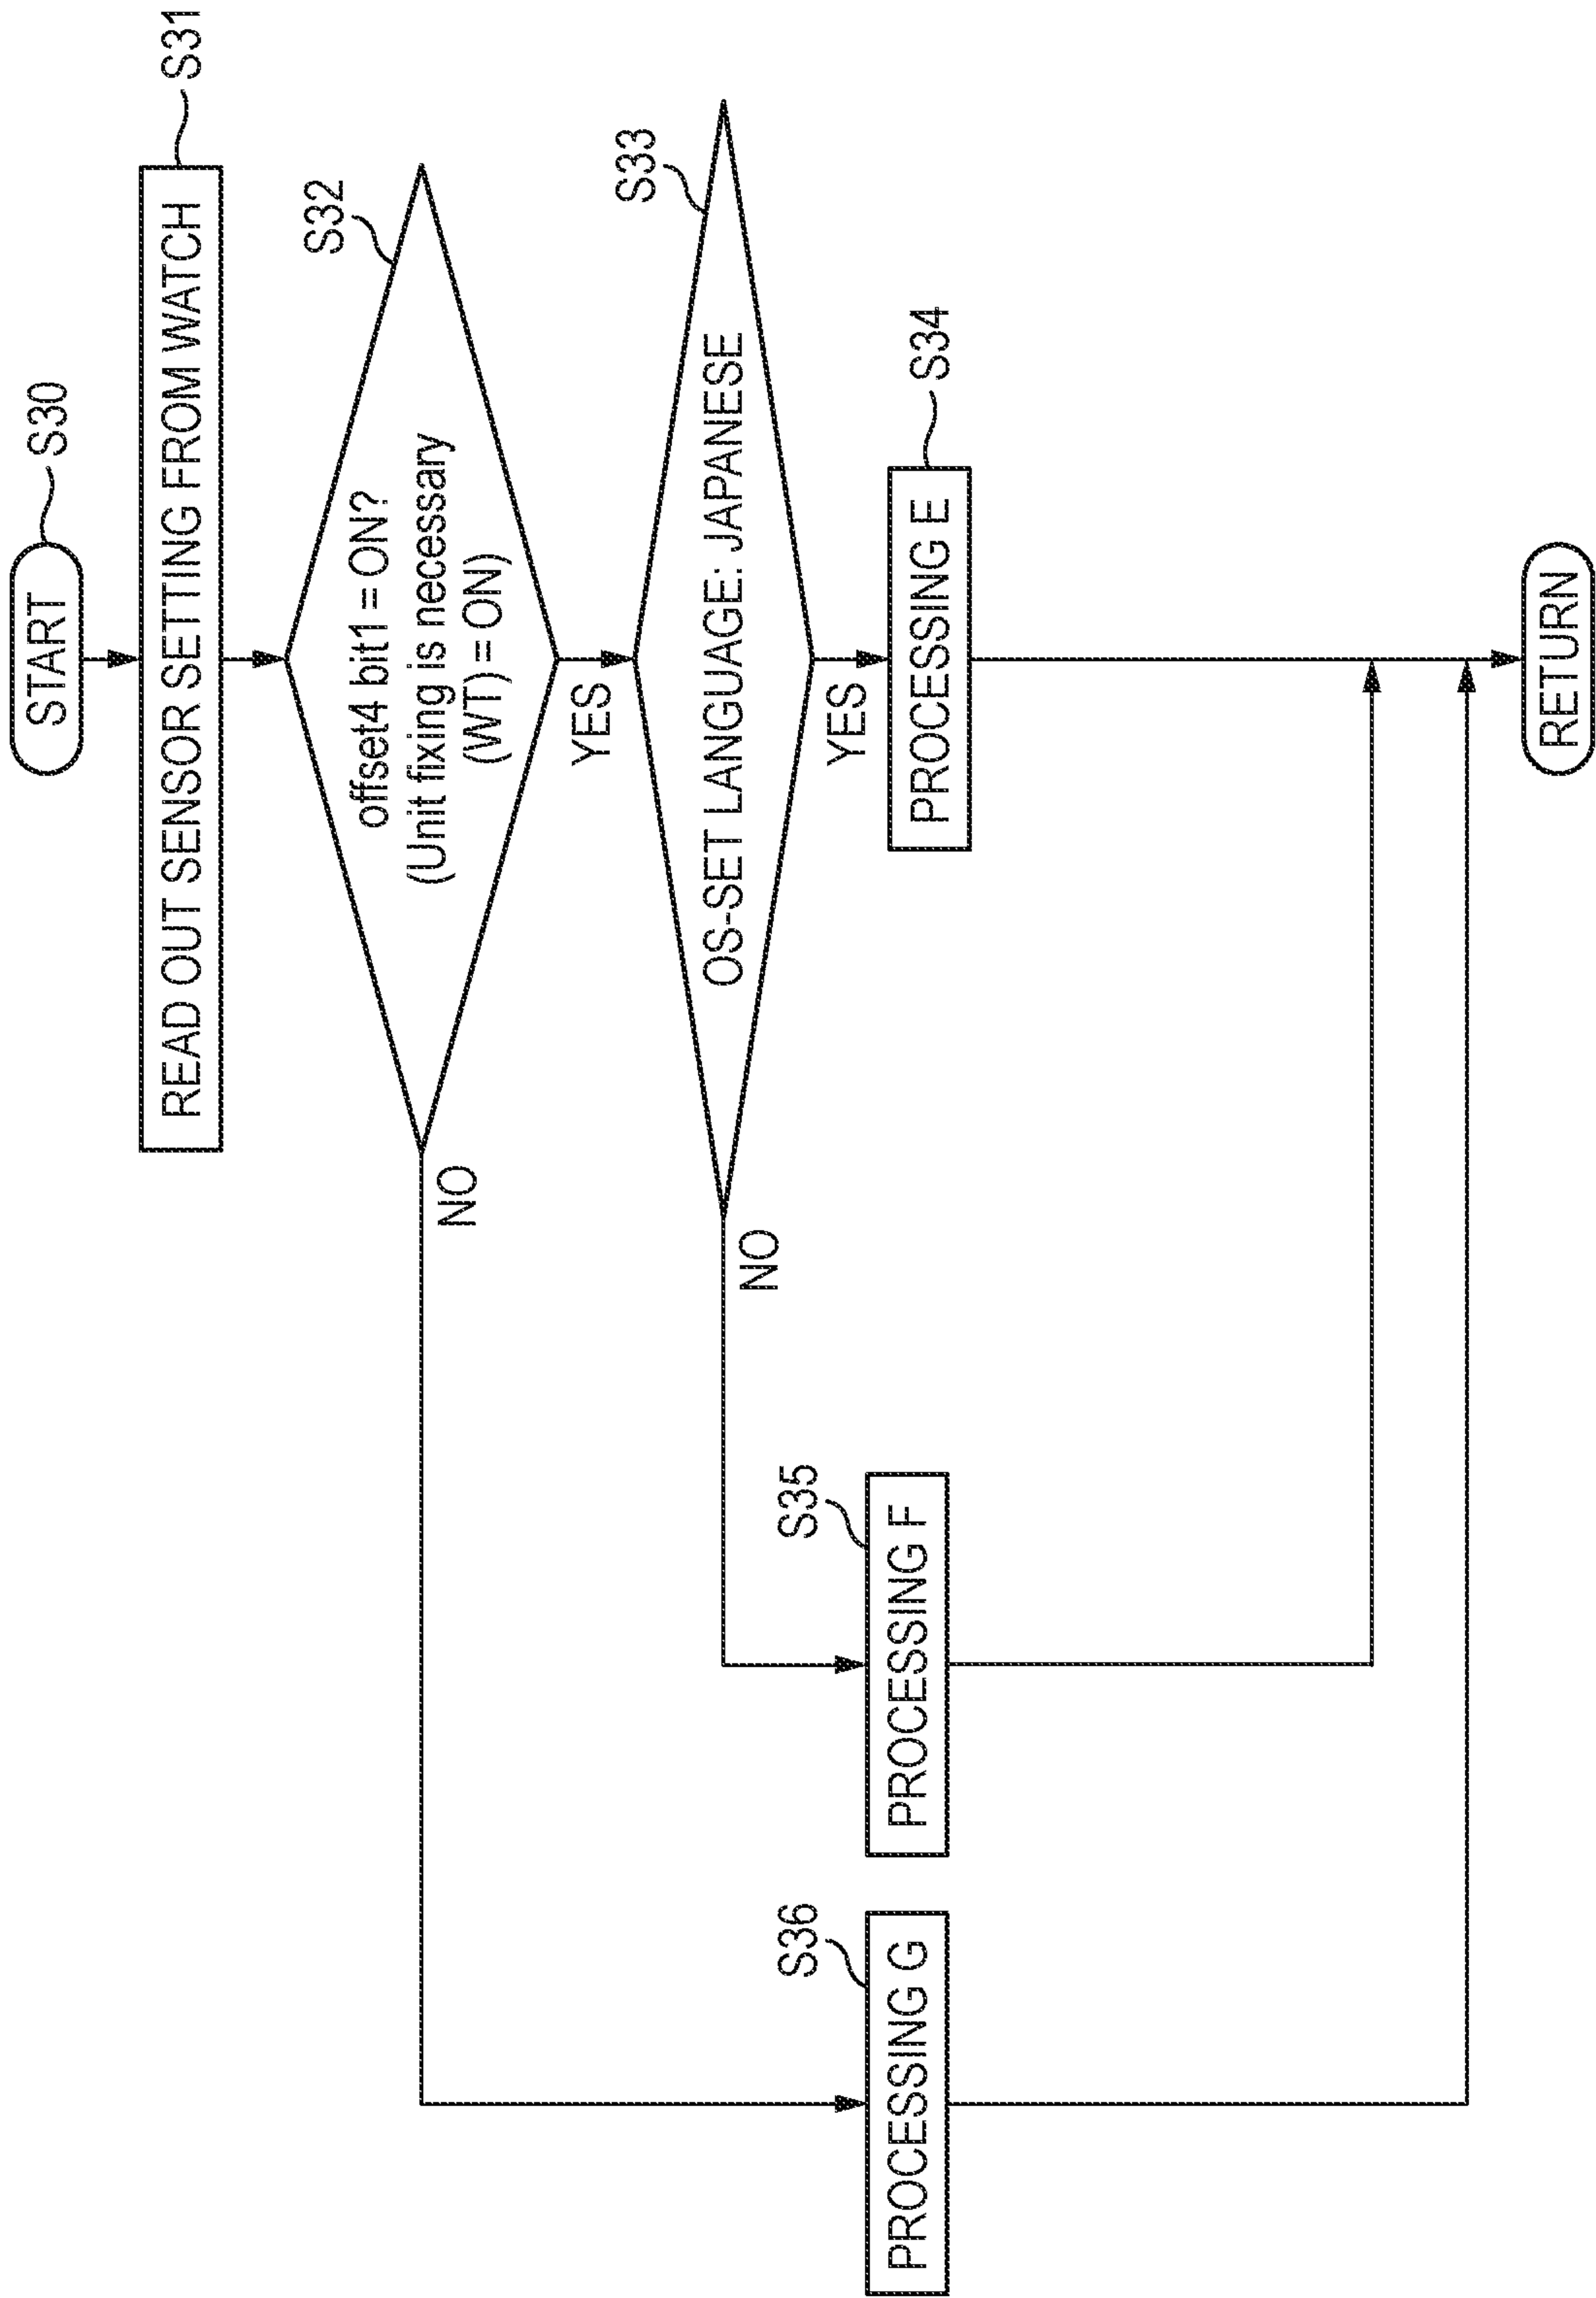 START
S30
READ OUT SENSOR SETTING FROM WATCH
S31
offset4 bit1 = ON?
(Unit fixing is necessary
(WT) = ON)
S32
NO
YES
OS-SET LANGUAGE: JAPANESE
S33
NO
YES
PROCESSING G
S36
PROCESSING F
S35
PROCESSING E
S34
RETURN